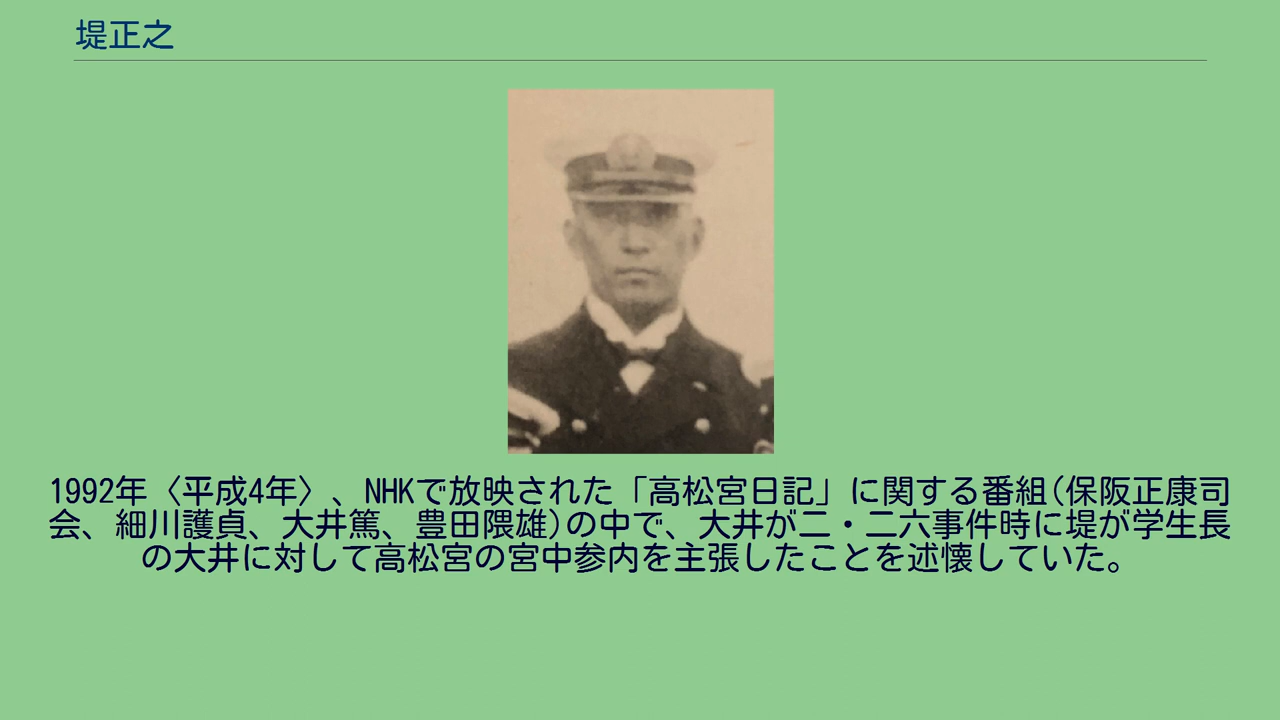 堤正之
1992年〈平成4年〉、NHKで放映された「高松宮日記」に関する番組(保阪正康司
会、細川護貞、大井篤、豊田隈雄)の中で、大井が二・二六事件時に堤が学生長
の大井に対して高松宮の宮中参内を主張したことを述懐していた。